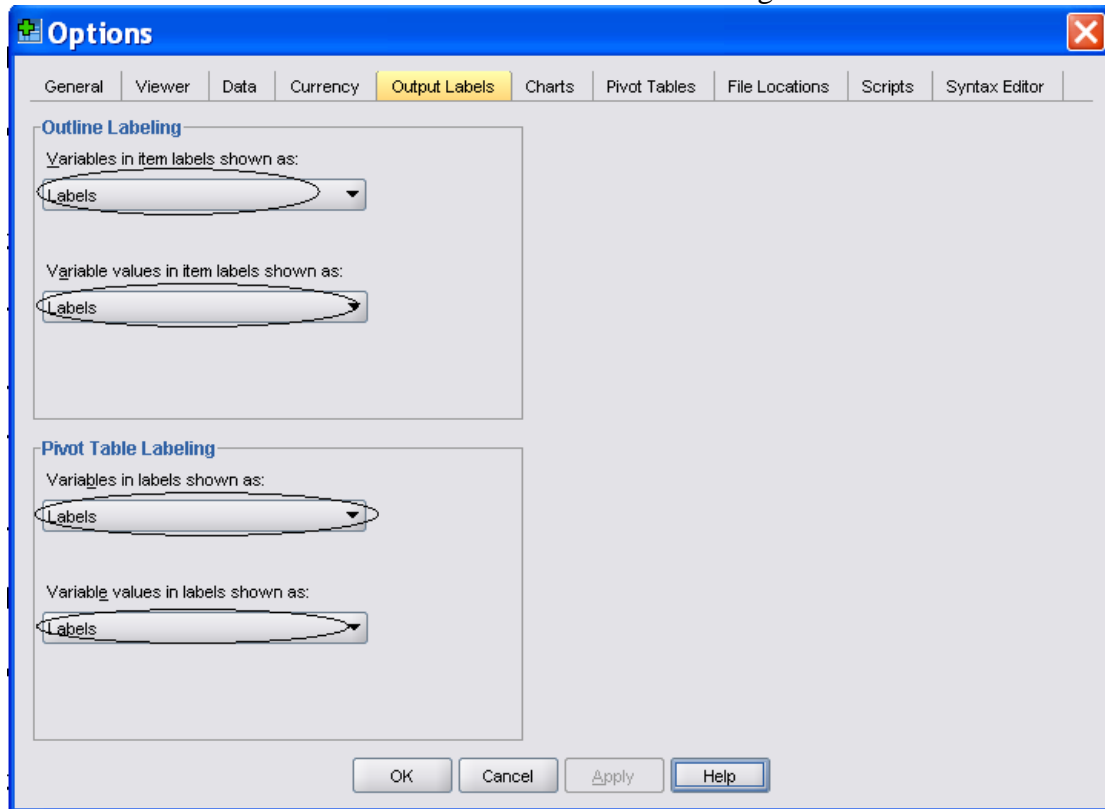 Options
General Viewer Data Currency Output Labels Charts Pivot Tables File Locations Scripts Syntax Editor
Outline Labeling
Variables in item labels shown as:
Labels
Variable values in item labels shown as:
Labels
Pivot Table Labeling
Variables in labels shown as:
Labels
Variable values in labels shown as:
Labels
OK Cancel Apply Help